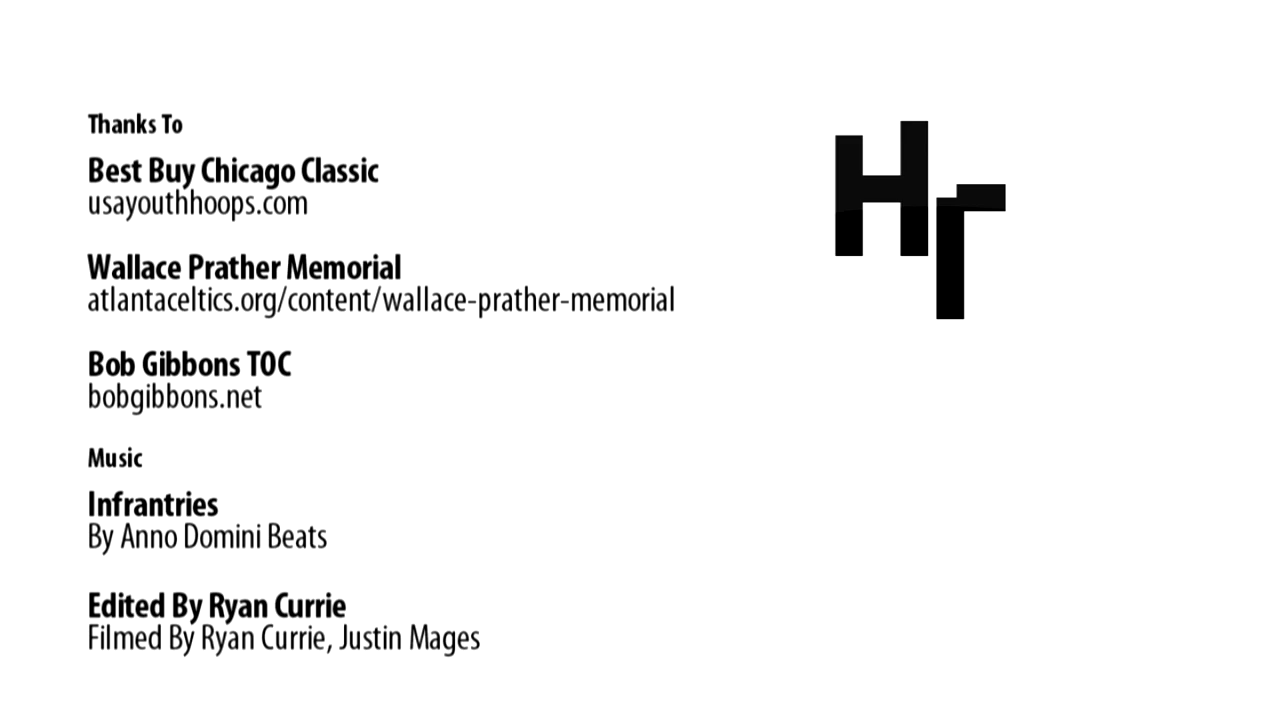 Thanks To
Best Buy Chicago Classic
usayouthhoops.com
Wallace Prather Memorial
atlantaceltics.org/content/wallace-prather-memorial
Bob Gibbons TOC
bobgibbons.net
Music
Infrantries
By Anno Domini Beats
Edited By Ryan Currie
Filmed By Ryan Currie, Justin Mages
Hr